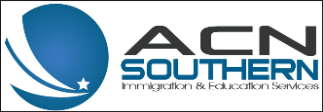 ACN
SOUTHERN
Immigration & Education Services